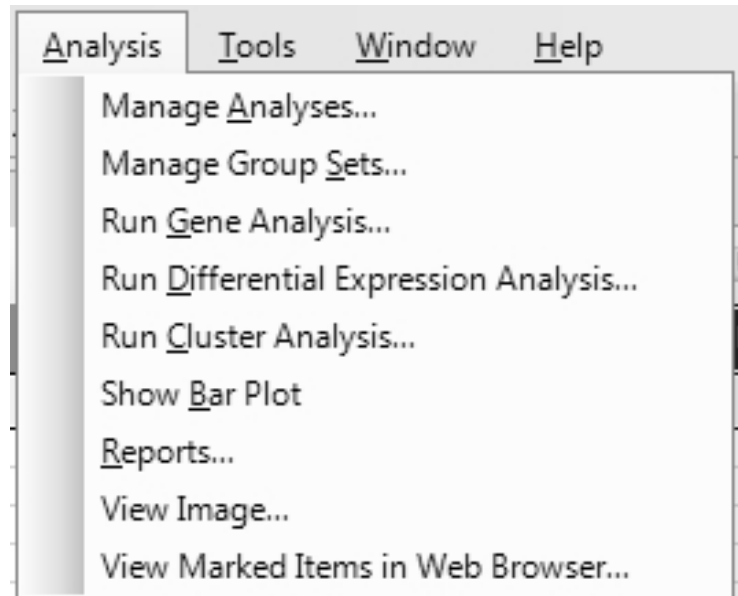 Analysis Tools Window Help
Manage Analyses...
Manage Group Sets...
Run Gene Analysis...
Run Differential Expression Analysis...
Run Cluster Analysis...
Show Bar Plot
Reports...
View Image...
View Marked Items in Web Browser...